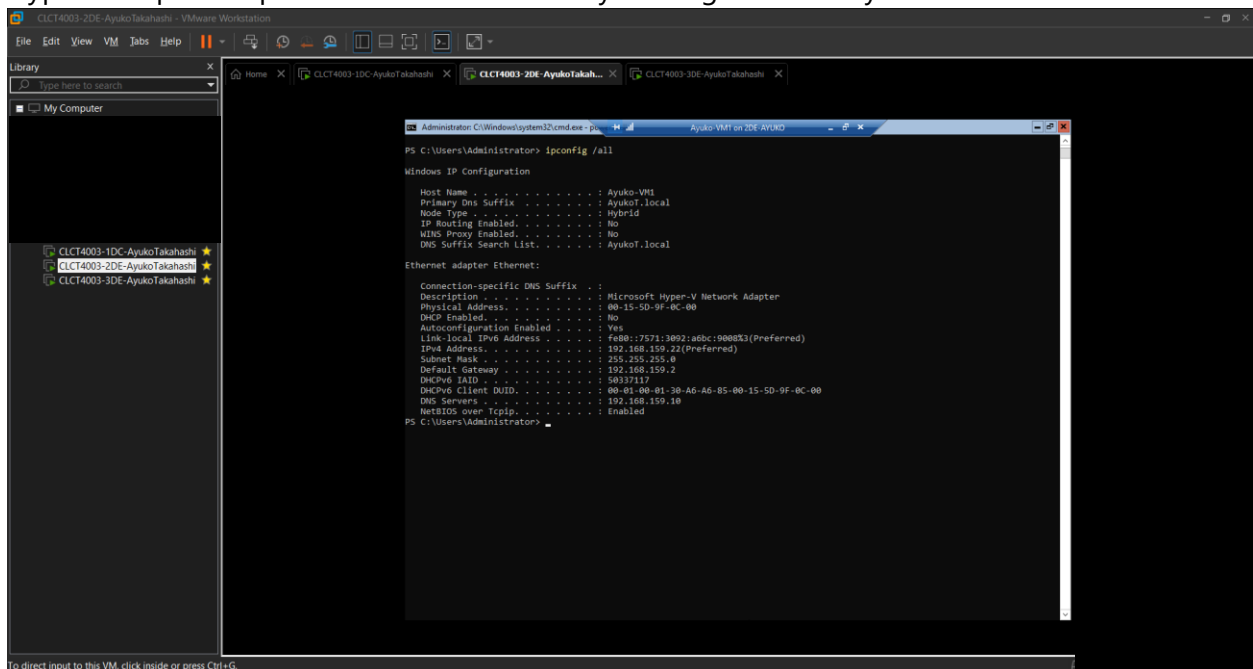 CLCT4003-2DE-AyukoTakahashi - VMware Workstation
File Edit View VM Tabs Help
Library
Type here to search
My Computer
CLCT4003-1DC-AyukoTakahashi
CLCT4003-2DE-AyukoTakahashi
CLCT4003-3DE-AyukoTakahashi
Home CLCT4003-1DC-AyukoTakahashi CLCT4003-2DE-AyukoTakah... CLCT4003-3DE-AyukoTakahashi
Administrator: C:\Windows\system32\cmd.exe - po Ayuko-VM1 on 2DE-AYUKO
PS C:\Users\Administrator> ipconfig /all
Windows IP Configuration
Host Name . . . . . . . . . . . . : Ayuko-VM1
Primary Dns Suffix . . . . . . . : AyukoT.local
Node Type . . . . . . . . . . . . : Hybrid
IP Routing Enabled. . . . . . . . : No
WINS Proxy Enabled. . . . . . . . : No
DNS Suffix Search List. . . . . . : AyukoT.local
Ethernet adapter Ethernet:
Connection-specific DNS Suffix . :
Description . . . . . . . . . . . : Microsoft Hyper-V Network Adapter
Physical Address. . . . . . . . . : 00-15-5D-9F-0C-00
DHCP Enabled. . . . . . . . . . . : No
Autoconfiguration Enabled . . . . : Yes
Link-local IPv6 Address . . . . . : fe80::7571:3092:a6bc:9008%3(Preferred)
IPv4 Address. . . . . . . . . . . : 192.168.159.22(Preferred)
Subnet Mask . . . . . . . . . . . : 255.255.255.0
Default Gateway . . . . . . . . . : 192.168.159.2
DHCPv6 IAID . . . . . . . . . . . : 50337117
DHCPv6 Client DUID. . . . . . . . : 00-01-00-01-30-A6-A6-85-00-15-5D-9F-0C-00
DNS Servers . . . . . . . . . . . : 192.168.159.10
NetBIOS over Tcpip. . . . . . . . : Enabled
PS C:\Users\Administrator>
To direct input to this VM, click inside or press Ctrl+G.